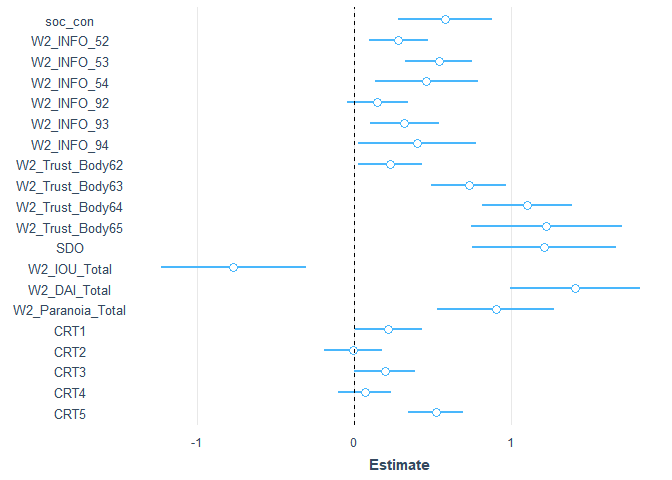 soc_con
W2_INFO_52
W2_INFO_53
W2_INFO_54
W2_INFO_92
W2_INFO_93
W2_INFO_94
W2_Trust_Body62
W2_Trust_Body63
W2_Trust_Body64
W2_Trust_Body65
SDO
W2_IOU_Total
W2_DAI_Total
W2_Paranoia_Total
CRT1
CRT2
CRT3
CRT4
CRT5
-1 0 1
Estimate